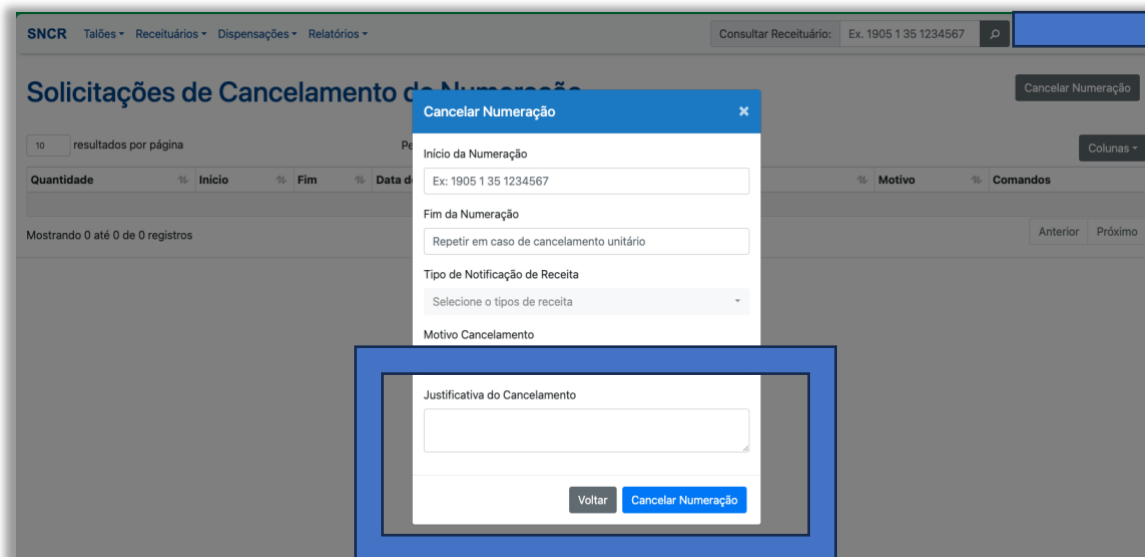 SNCR Talões Receituários Dispensações Relatórios Consultar Receituário: Ex. 1905 1 35 1234567
Solicitações de Cancelamento de Numeração
Cancelar Numeração
10 resultados por página
Colunas
Quantidade Início Fim Data Motivo Comandos
Mostrando 0 até 0 de 0 registros
Anterior Próximo
Cancelar Numeração ×
Início da Numeração
Ex: 1905 1 35 1234567
Fim da Numeração
Repetir em caso de cancelamento unitário
Tipo de Notificação de Receita
Selecione o tipos de receita
Motivo Cancelamento
Justificativa do Cancelamento
Voltar Cancelar Numeração